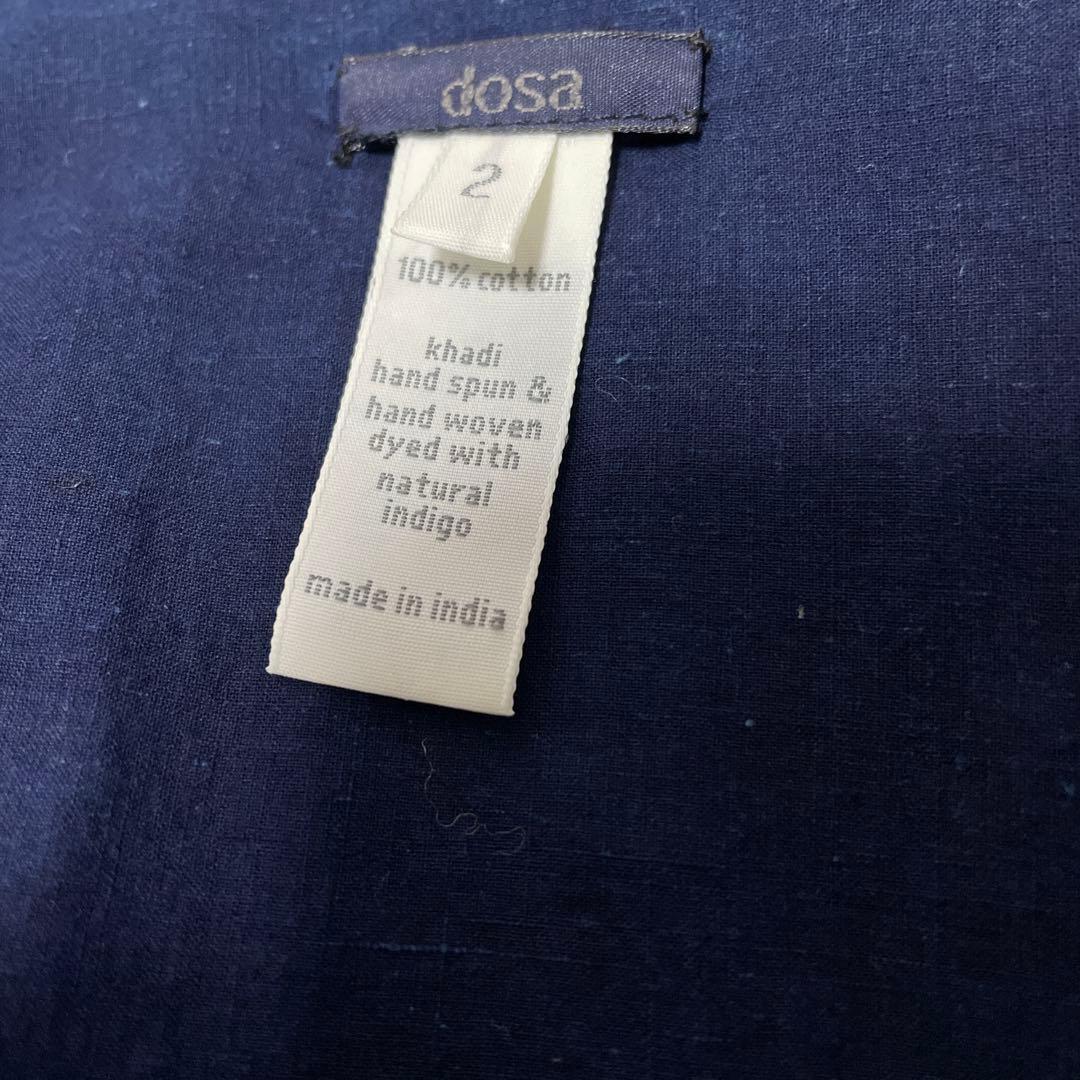 dosa
2
100% cotton
khadi
hand spun &
hand woven
dyed with
natural
indigo
made in india